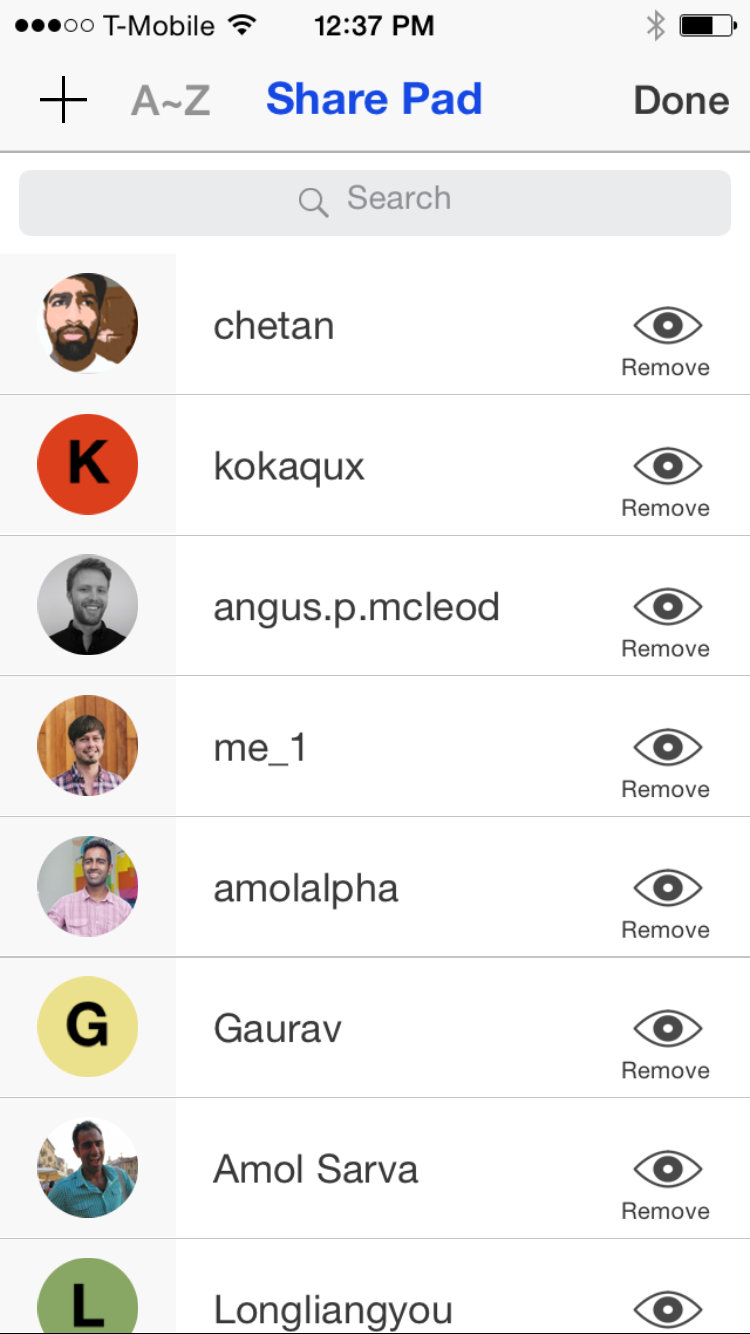 T-Mobile 12:37 PM
A~Z Share Pad Done
Search
chetan
Remove
K kokaqux
Remove
angus.p.mcleod
Remove
me_1
Remove
amolalpha
Remove
G Gaurav
Remove
Amol Sarva
Remove
L Longliangyou